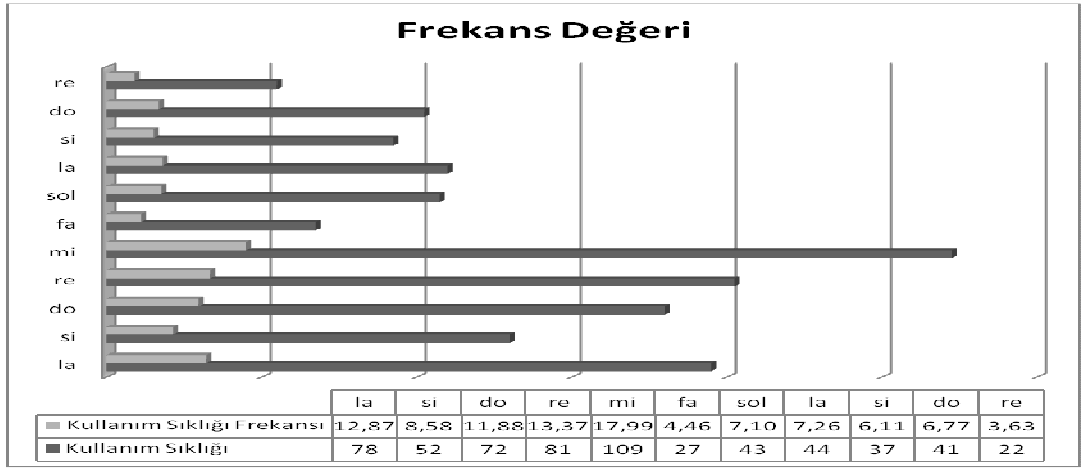 Frekans Değeri
re
do
si
la
sol
fa
mi
re
do
si
la
la si do re mi fa sol la si do re
Kullanım Sıklığı Frekansı 12,87 8,58 11,88 13,37 17,99 4,46 7,10 7,26 6,11 6,77 3,63
Kullanım Sıklığı 78 52 72 81 109 27 43 44 37 41 22